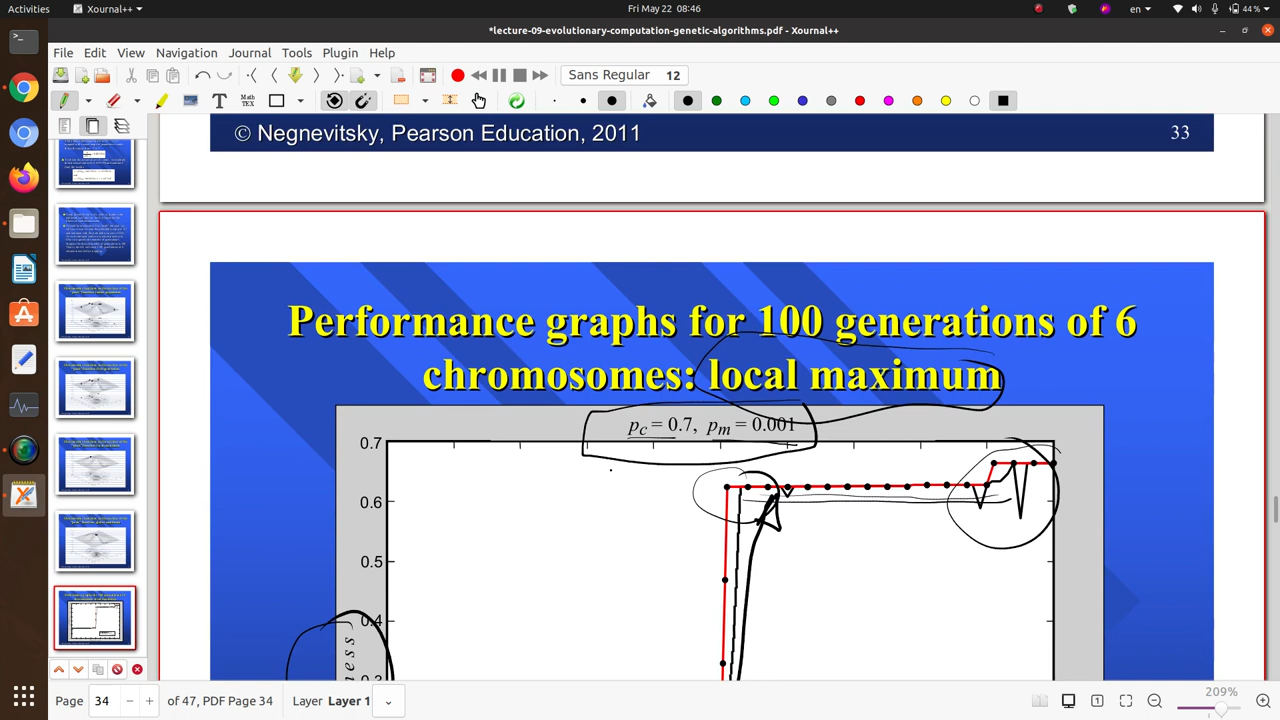 Activities
Xournal++
Fri May 22 08:46
en
44%
*lecture-09-evolutionary-computation-genetic-algorithms.pdf - Xournal++
File Edit View Navigation Journal Tools Plugin Help
Sans Regular 12
© Negnevitsky, Pearson Education, 2011
33
Performance graphs for 100 generations of 6
chromosomes: local maximum
pc = 0.7, pm = 0.001
0.7
0.6
0.5
0.4
ess
Page 34 of 47, PDF Page 34 Layer Layer 1
209%